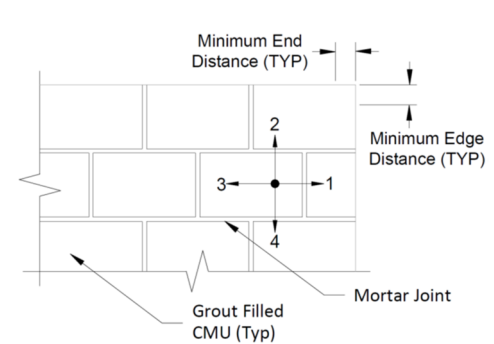 Minimum End
Distance (TYP)
Minimum Edge
Distance (TYP)
2
3
1
4
Mortar Joint
Grout Filled
CMU (Typ)